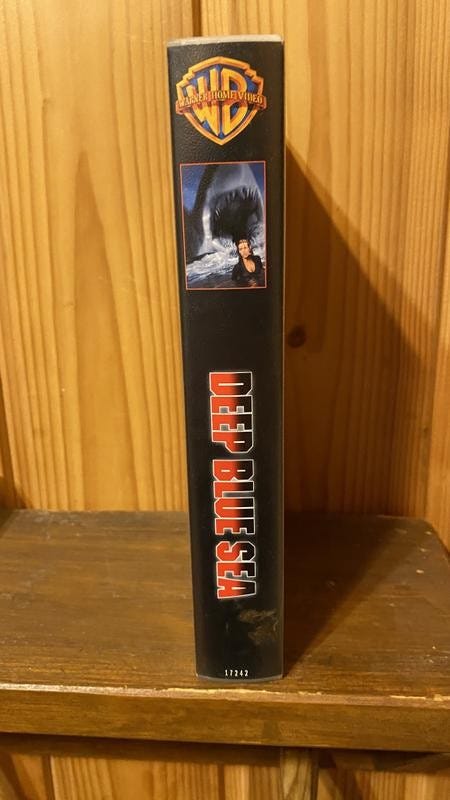 WB
WARNER HOME VIDEO
DEEP BLUE SEA
17242